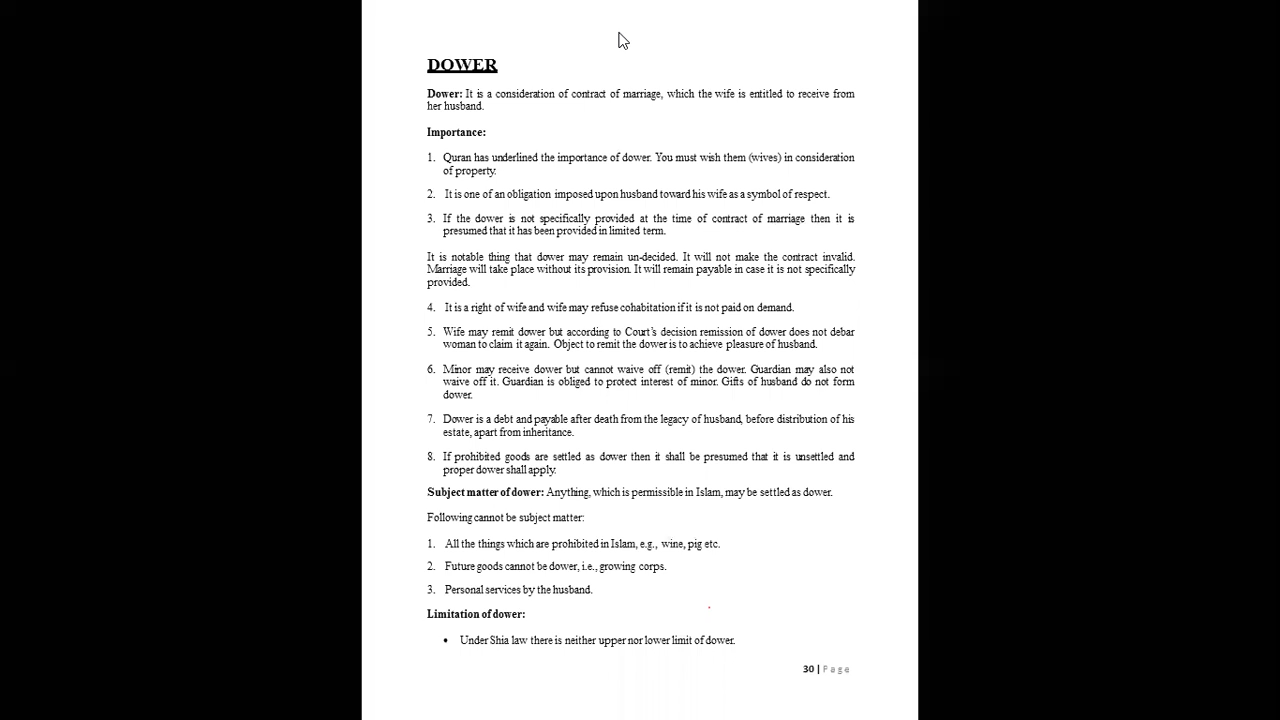 DOWER
Dower: It is a consideration of contract of marriage, which the wife is entitled to receive from
her husband.
Importance:
1. Quran has underlined the importance of dower. You must wish them (wives) in consideration
of property.
2. It is one of an obligation imposed upon husband toward his wife as a symbol of respect.
3. If the dower is not specifically provided at the time of contract of marriage then it is
presumed that it has been provided in limited term.
It is notable thing that dower may remain un-decided. It will not make the contract invalid.
Marriage will take place without its provision. It will remain payable in case it is not specifically
provided.
4. It is a right of wife and wife may refuse cohabitation if it is not paid on demand.
5. Wife may remit dower but according to Court's decision remission of dower does not debar
woman to claim it again. Object to remit the dower is to achieve pleasure of husband.
6. Minor may receive dower but cannot waive off (remit) the dower. Guardian may also not
waive off it. Guardian is obliged to protect interest of minor. Gifts of husband do not form
dower.
7. Dower is a debt and payable after death from the legacy of husband, before distribution of his
estate, apart from inheritance.
8. If prohibited goods are settled as dower then it shall be presumed that it is unsettled and
proper dower shall apply.
Subject matter of dower: Anything, which is permissible in Islam, may be settled as dower.
Following cannot be subject matter:
1. All the things which are prohibited in Islam, e.g., wine, pig etc.
2. Future goods cannot be dower, i.e., growing corps.
3. Personal services by the husband.
Limitation of dower:
• Under Shia law there is neither upper nor lower limit of dower.
30 | Page